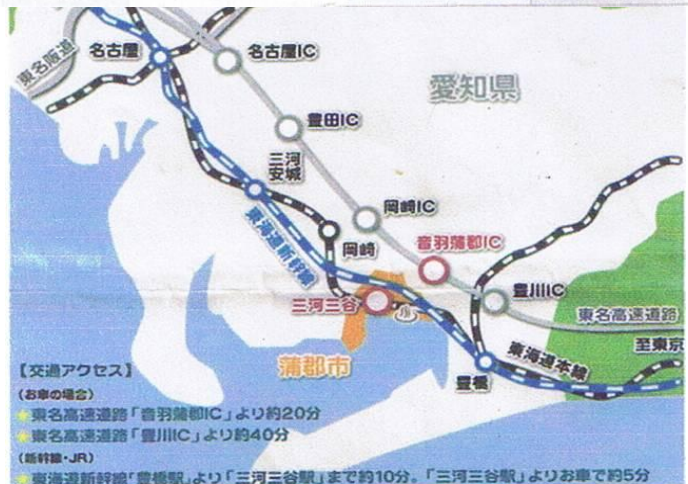 東名阪道
名古屋
名古屋IC
愛知県
豊田IC
三河
安城
岡崎IC
東海道新幹線
岡崎
音羽蒲郡IC
三河三谷
豊川IC
東名高速道路
至東京
東海道本線
蒲郡市
豊橋
【交通アクセス】
(お車の場合)
★東名高速道路「音羽蒲郡IC」より約20分
★東名高速道路「豊川IC」より約40分
(新幹線・JR)
★東海道新幹線「豊橋駅」より「三河三谷駅」まで約10分。「三河三谷駅」よりお車で約5分